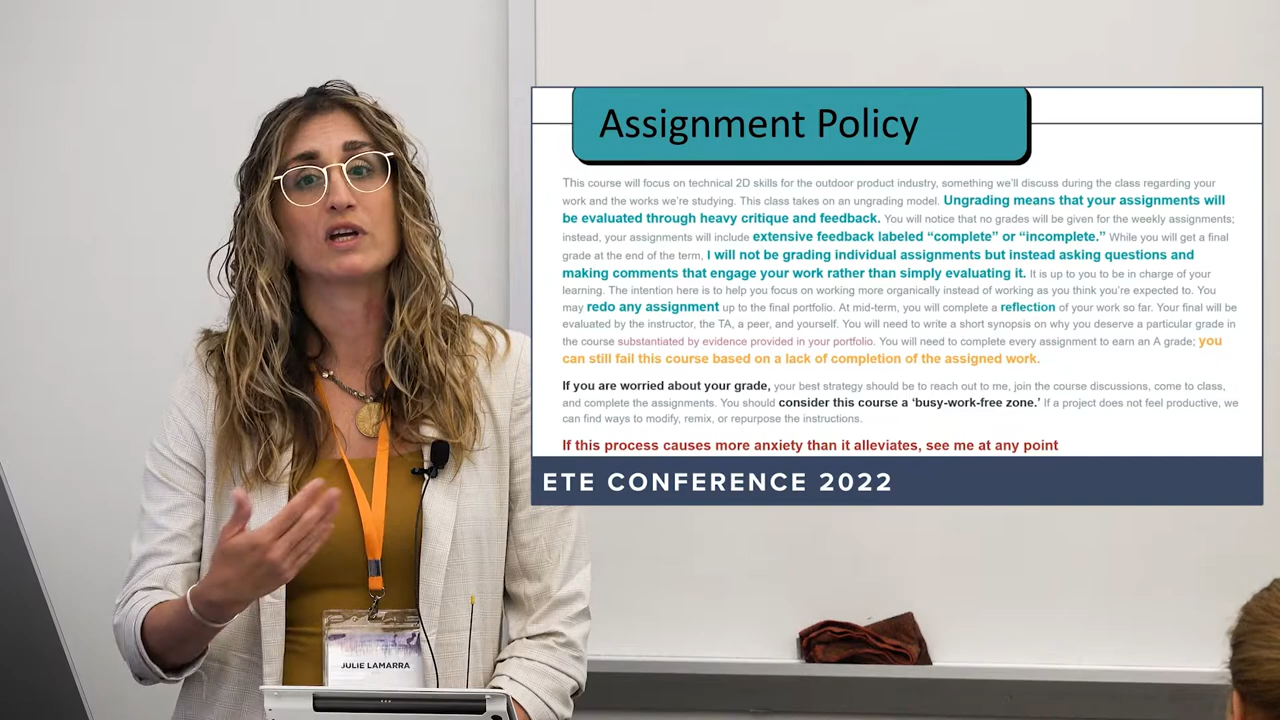 Assignment Policy
This course will focus on technical 2D skills for the outdoor product industry, something we'll discuss during the class regarding your
work and the works we're studying. This class takes on an ungrading model. Ungrading means that your assignments will
be evaluated through heavy critique and feedback. You will notice that no grades will be given for the weekly assignments;
instead, your assignments will include extensive feedback labeled “complete” or “incomplete.” While you will get a final
grade at the end of the term, I will not be grading individual assignments but instead asking questions and
making comments that engage your work rather than simply evaluating it. It is up to you to be in charge of your
learning. The intention here is to help you focus on working more organically instead of working as you think you're expected to. You
may redo any assignment up to the final portfolio. At mid-term, you will complete a reflection of your work so far. Your final will be
evaluated by the instructor, the TA, a peer, and yourself. You will need to write a short synopsis on why you deserve a particular grade in
the course substantiated by evidence provided in your portfolio. You will need to complete every assignment to earn an A grade; you
can still fail this course based on a lack of completion of the assigned work.
If you are worried about your grade, your best strategy should be to reach out to me, join the course discussions, come to class,
and complete the assignments. You should consider this course a ‘busy-work-free zone.’ If a project does not feel productive, we
can find ways to modify, remix, or repurpose the instructions.
If this process causes more anxiety than it alleviates, see me at any point
ETE CONFERENCE 2022
JULIE LAMARRA